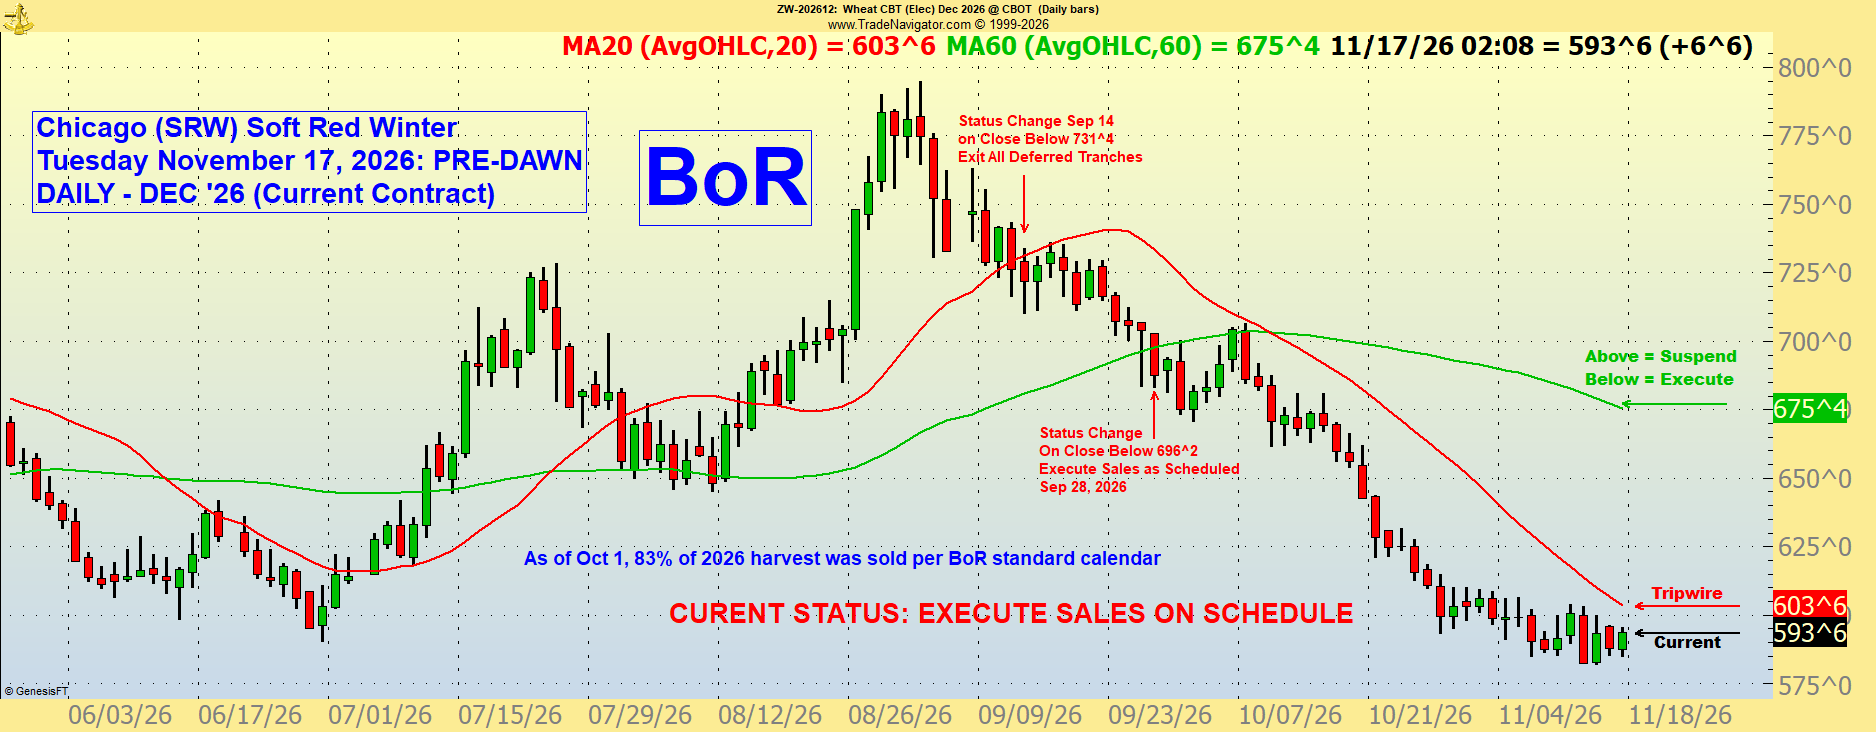 ZW-202612: Wheat CBT (Elec) Dec 2026 @ CBOT (Daily bars)
www.TradeNavigator.com © 1999-2026
MA20 (AvgOHLC,20) = 603^6 MA60 (AvgOHLC,60) = 675^4 11/17/26 02:08 = 593^6 (+6^6)
Chicago (SRW) Soft Red Winter
Tuesday November 17, 2026: PRE-DAWN
DAILY - DEC '26 (Current Contract)
BoR
Status Change Sep 14
on Close Below 731^4
Exit All Deferred Tranches
Above = Suspend
Below = Execute
Status Change
On Close Below 696^2
Execute Sales as Scheduled
Sep 28, 2026
As of Oct 1, 83% of 2026 harvest was sold per BoR standard calendar
CURENT STATUS: EXECUTE SALES ON SCHEDULE
Tripwire
Current
800^0
775^0
750^0
725^0
700^0
675^4
650^0
625^0
603^6
593^6
575^0
© GenesisFT
06/03/26 06/17/26 07/01/26 07/15/26 07/29/26 08/12/26 08/26/26 09/09/26 09/23/26 10/07/26 10/21/26 11/04/26 11/18/26